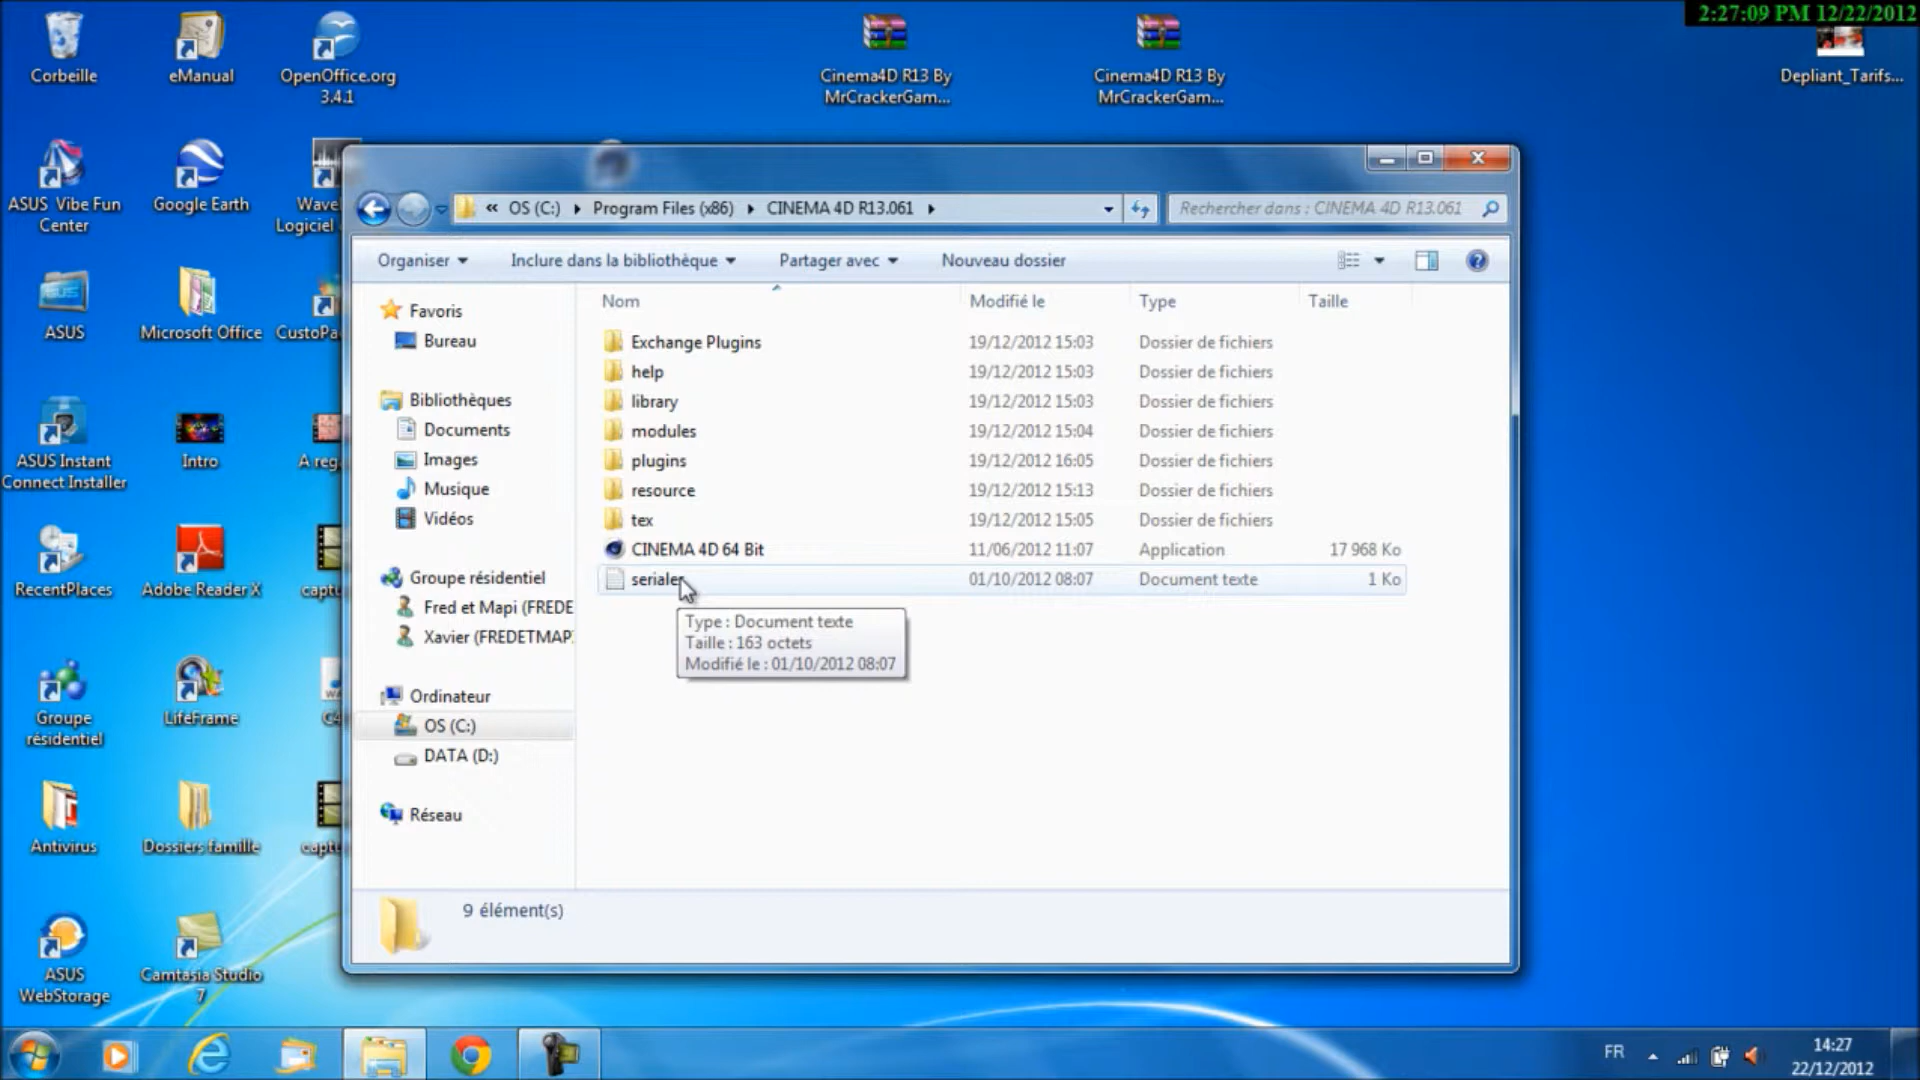 2:27:09 PM 12/22/2012
Corbeille
eManual
OpenOffice.org
3.4.1
Cinema4D R13 By
MrCrackerGam...
Cinema4D R13 By
MrCrackerGam...
Depliant_Tarifs...
ASUS Vibe Fun
Center
Google Earth
Wave
Logiciel
ASUS
Microsoft Office
CustoPa
ASUS Instant
Connect Installer
Intro
A reg
RecentPlaces
Adobe Reader X
captu
Groupe
résidentiel
LifeFrame
C4
Antivirus
Dossiers famille
captu
ASUS
WebStorage
Camtasia Studio
7
« OS (C:) Program Files (x86) CINEMA 4D R13.061
Rechercher dans : CINEMA 4D R13.061
Organiser Inclure dans la bibliothèque Partager avec Nouveau dossier
Favoris
Bureau
Bibliothèques
Documents
Images
Musique
Vidéos
Groupe résidentiel
Fred et Mapi (FREDE
Xavier (FREDETMAP
Ordinateur
OS (C:)
DATA (D:)
Réseau
Nom Modifié le Type Taille
Exchange Plugins 19/12/2012 15:03 Dossier de fichiers
help 19/12/2012 15:03 Dossier de fichiers
library 19/12/2012 15:03 Dossier de fichiers
modules 19/12/2012 15:04 Dossier de fichiers
plugins 19/12/2012 16:05 Dossier de fichiers
resource 19/12/2012 15:13 Dossier de fichiers
tex 19/12/2012 15:05 Dossier de fichiers
CINEMA 4D 64 Bit 11/06/2012 11:07 Application 17 968 Ko
seriales 01/10/2012 08:07 Document texte 1 Ko
Type : Document texte
Taille : 163 octets
Modifié le : 01/10/2012 08:07
9 élément(s)
FR
14:27
22/12/2012